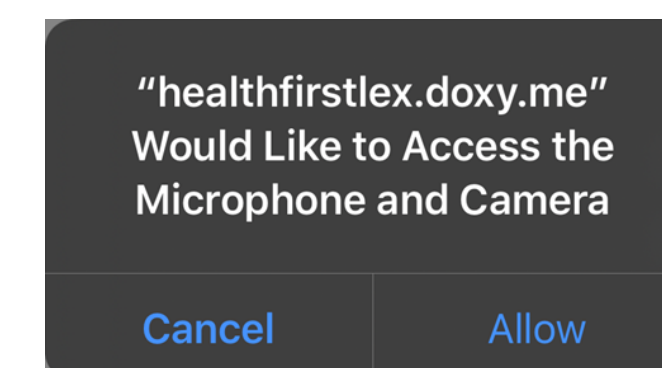 “healthfirstlex.doxy.me”
Would Like to Access the
Microphone and Camera
Cancel
Allow